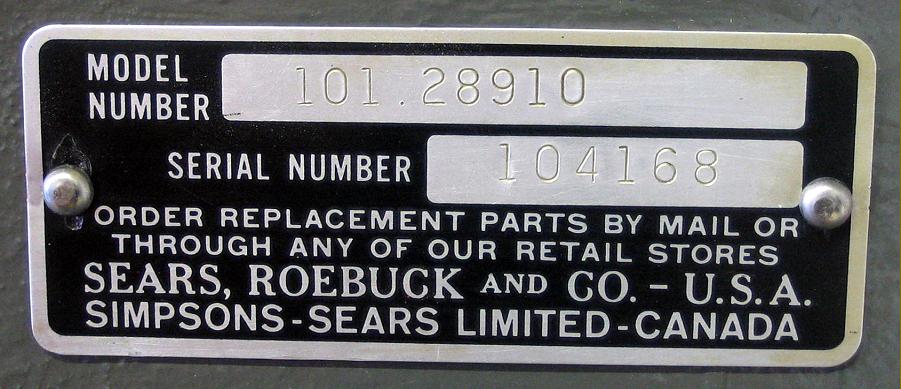 MODEL NUMBER 101.28910
SERIAL NUMBER 104168
ORDER REPLACEMENT PARTS BY MAIL OR
THROUGH ANY OF OUR RETAIL STORES
SEARS, ROEBUCK AND CO. – U.S.A.
SIMPSONS-SEARS LIMITED-CANADA